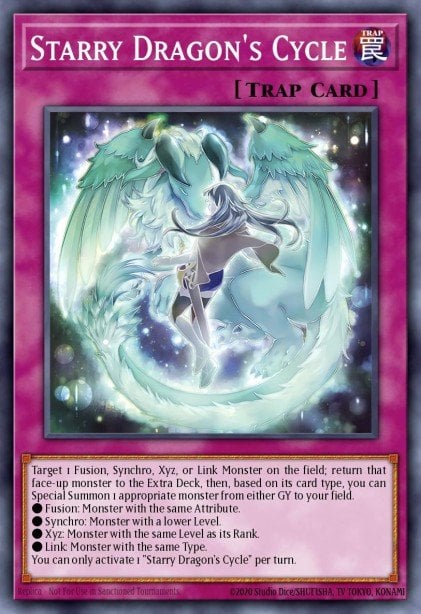 Starry Dragon's Cycle
TRAP
罠
[Trap Card]
Target 1 Fusion, Synchro, Xyz, or Link Monster on the field; return that
face-up monster to the Extra Deck, then, based on its card type, you can
Special Summon 1 appropriate monster from either GY to your field.
●Fusion: Monster with the same Attribute.
●Synchro: Monster with a lower Level.
●Xyz: Monster with the same Level as its Rank.
●Link: Monster with the same Type.
You can only activate 1 "Starry Dragon's Cycle" per turn.
Replica - Not For Use in Sanctioned Tournaments
©2020 Studio Dice/SHUEISHA, TV TOKYO, KONAMI